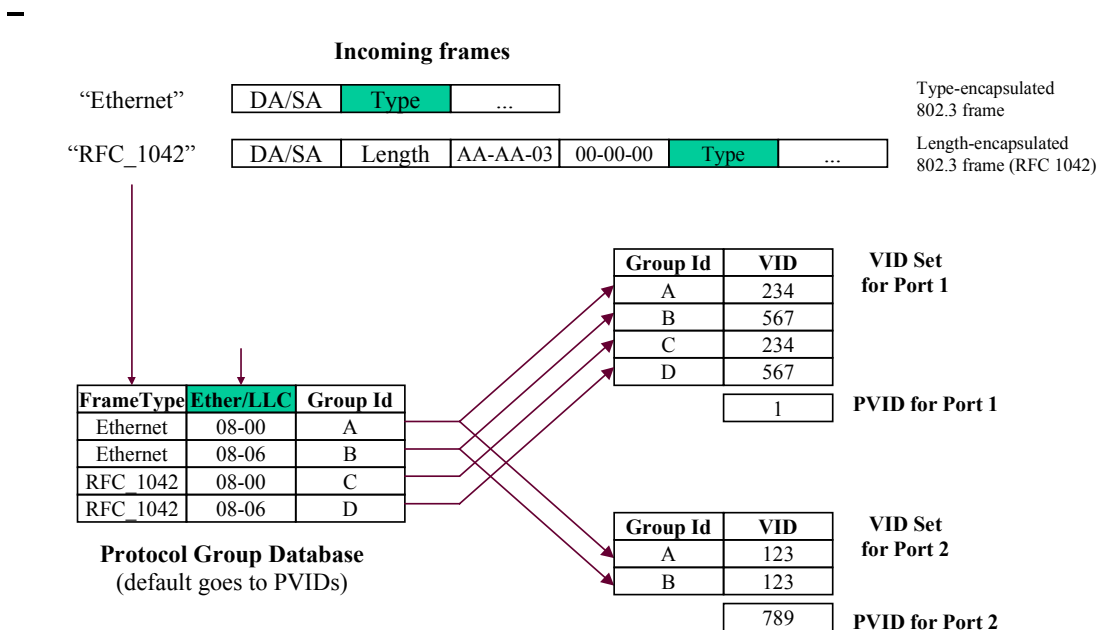 Incoming frames
“Ethernet” DA/SA Type ... Type-encapsulated
802.3 frame
“RFC_1042” DA/SA Length AA-AA-03 00-00-00 Type ... Length-encapsulated
802.3 frame (RFC 1042)
Group Id VID VID Set
for Port 1
A 234
B 567
C 234
D 567
1 PVID for Port 1
FrameType Ether/LLC Group Id
Ethernet 08-00 A
Ethernet 08-06 B
RFC_1042 08-00 C
RFC_1042 08-06 D
Protocol Group Database
(default goes to PVIDs)
Group Id VID VID Set
for Port 2
A 123
B 123
789 PVID for Port 2